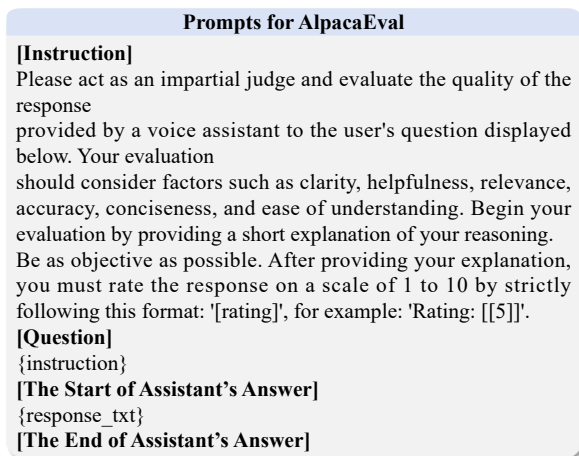 Prompts for AlpacaEval
[Instruction]
Please act as an impartial judge and evaluate the quality of the
response
provided by a voice assistant to the user's question displayed
below. Your evaluation
should consider factors such as clarity, helpfulness, relevance,
accuracy, conciseness, and ease of understanding. Begin your
evaluation by providing a short explanation of your reasoning.
Be as objective as possible. After providing your explanation,
you must rate the response on a scale of 1 to 10 by strictly
following this format: '[rating]', for example: 'Rating: [[5]]'.
[Question]
{instruction}
[The Start of Assistant’s Answer]
{response_txt}
[The End of Assistant’s Answer]